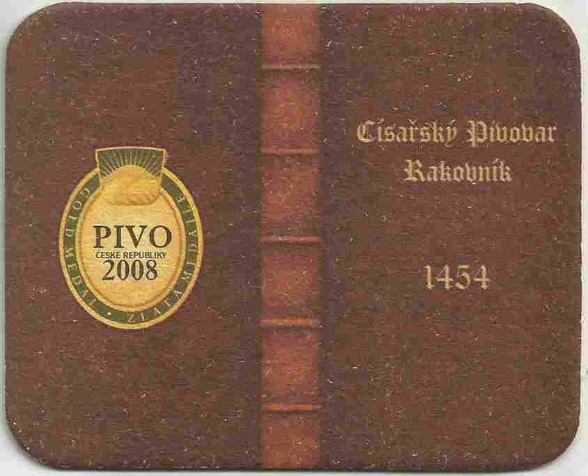 PIVO
ČESKÉ REPUBLIKY
2008
GOLD MEDAL · ZLATÁ MEDAILE
Císařský Pivovar
Rakovník
1454